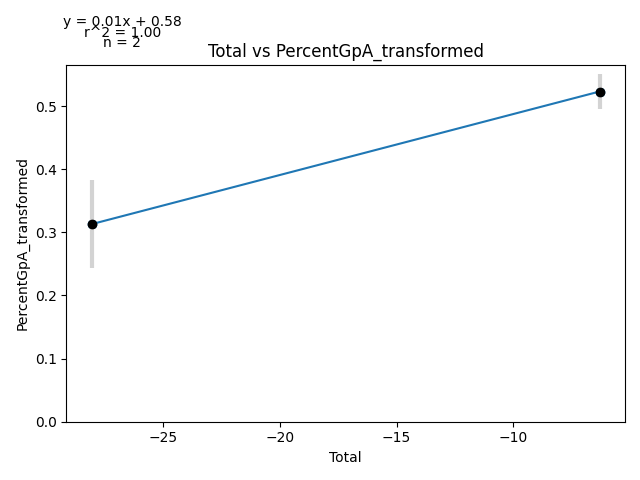 y = 0.01x + 0.58
r^2 = 1.00
n = 2
Total vs PercentGpA_transformed
PercentGpA_transformed
0.5
0.4
0.3
0.2
0.1
0.0
−25
−20
−15
−10
Total